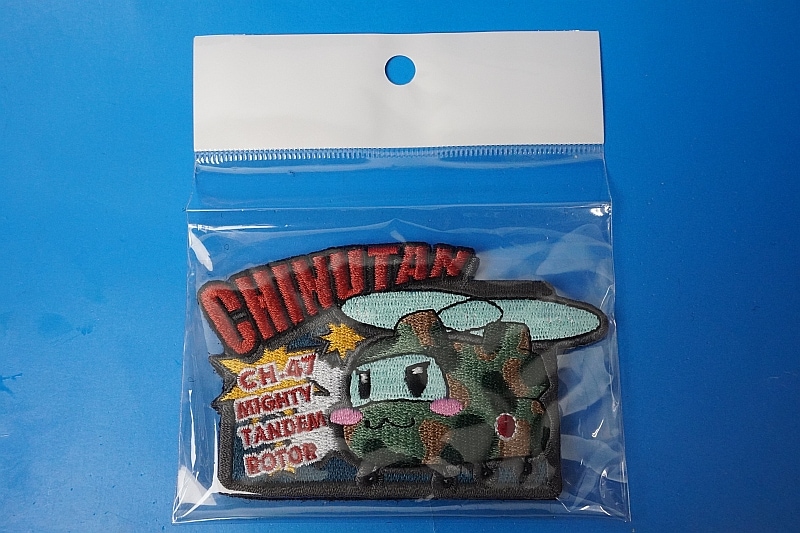 CHINUTAN
CH-47
MIGHTY
TANDEM
ROTOR